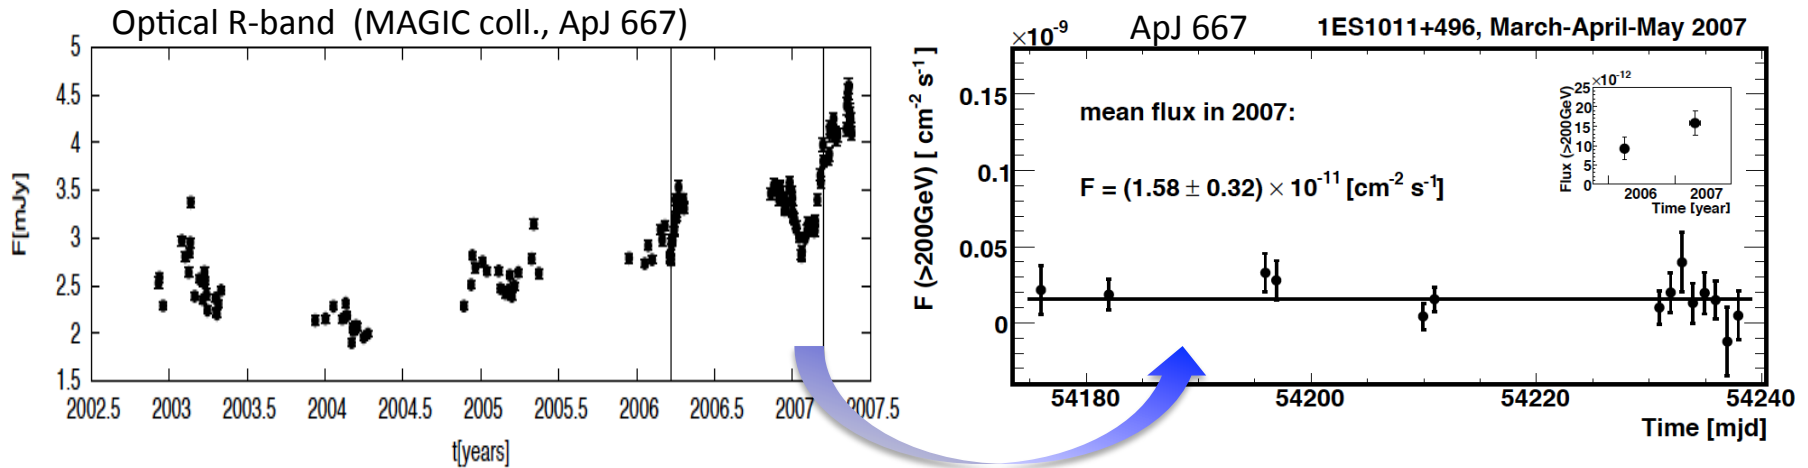 Optical R-band (MAGIC coll., ApJ 667)
5
4.5
4
3.5
3
2.5
2
1.5
F[mJy]
2002.5 2003 2003.5 2004 2004.5 2005 2005.5 2006 2006.5 2007 2007.5
t[years]
×10⁻⁹ ApJ 667 1ES1011+496, March-April-May 2007
F (>200GeV) [ cm⁻² s⁻¹]
0.15
0.1
0.05
0
mean flux in 2007:
F = (1.58 ± 0.32) × 10⁻¹¹ [cm⁻² s⁻¹]
×10⁻¹²
Flux (>200GeV)
25
20
15
10
5
0
2006 2007
Time [year]
54180 54200 54220 54240
Time [mjd]